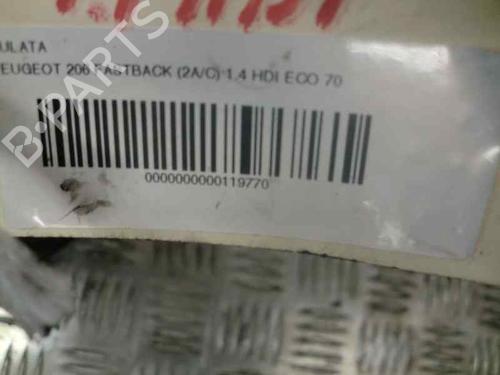 ULATA
EUGEOT 206 FASTBACK (2A/C) 1.4 HDI ECO 70
0000000000119770
B-PARTS